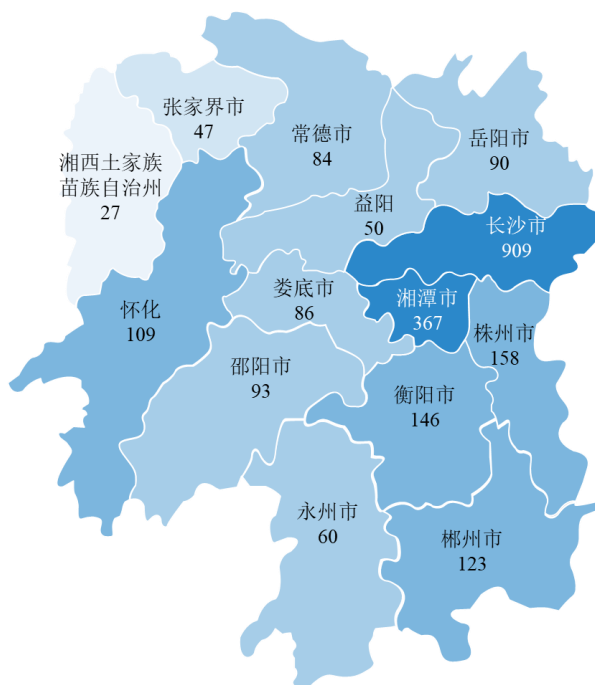 张家界市
47
常德市
84
岳阳市
90
湘西土家族
苗族自治州
27
益阳
50
长沙市
909
怀化
109
娄底市
86
湘潭市
367
株州市
158
邵阳市
93
衡阳市
146
永州市
60
郴州市
123